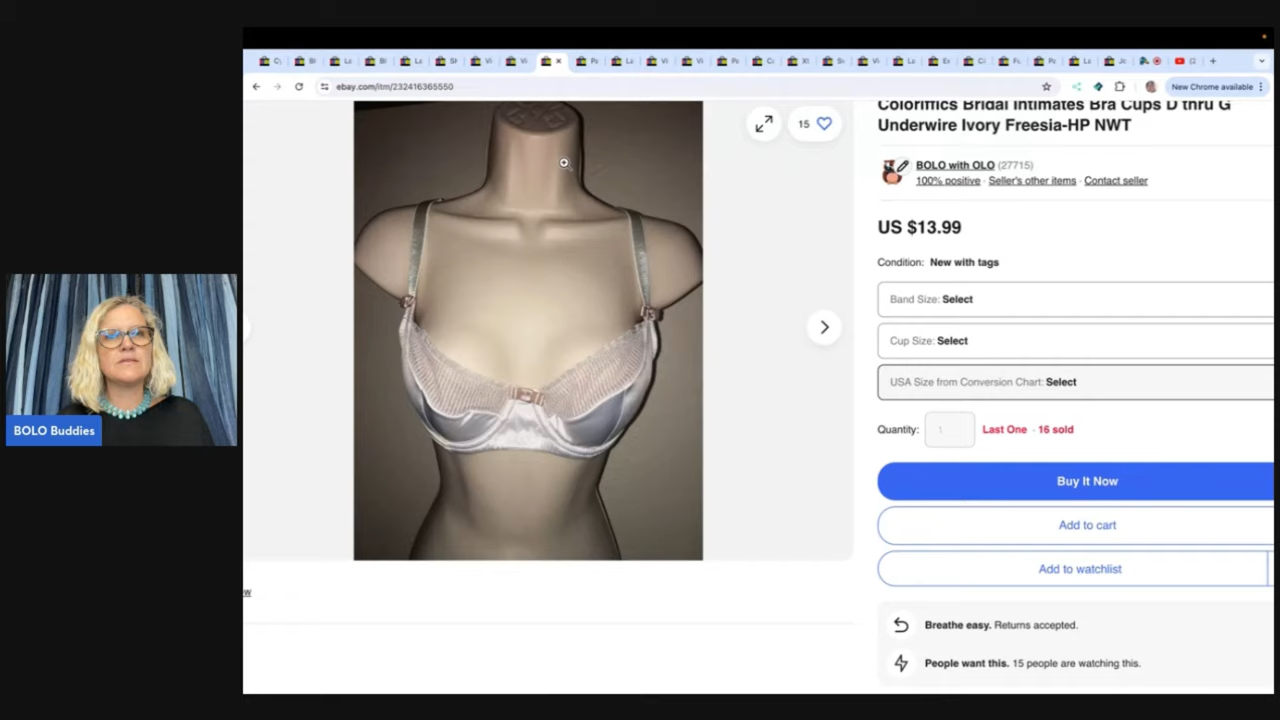 ebay.com/itm/232416365550
New Chrome available
15
Coloriffics Bridal Intimates Bra Cups D thru G
Underwire Ivory Freesia-HP NWT
BOLO with OLO (27715)
100% positive · Seller's other items · Contact seller
US $13.99
Condition: New with tags
Band Size: Select
Cup Size: Select
USA Size from Conversion Chart: Select
Quantity: 1 Last One · 16 sold
Buy It Now
Add to cart
Add to watchlist
Breathe easy. Returns accepted.
People want this. 15 people are watching this.
BOLO Buddies